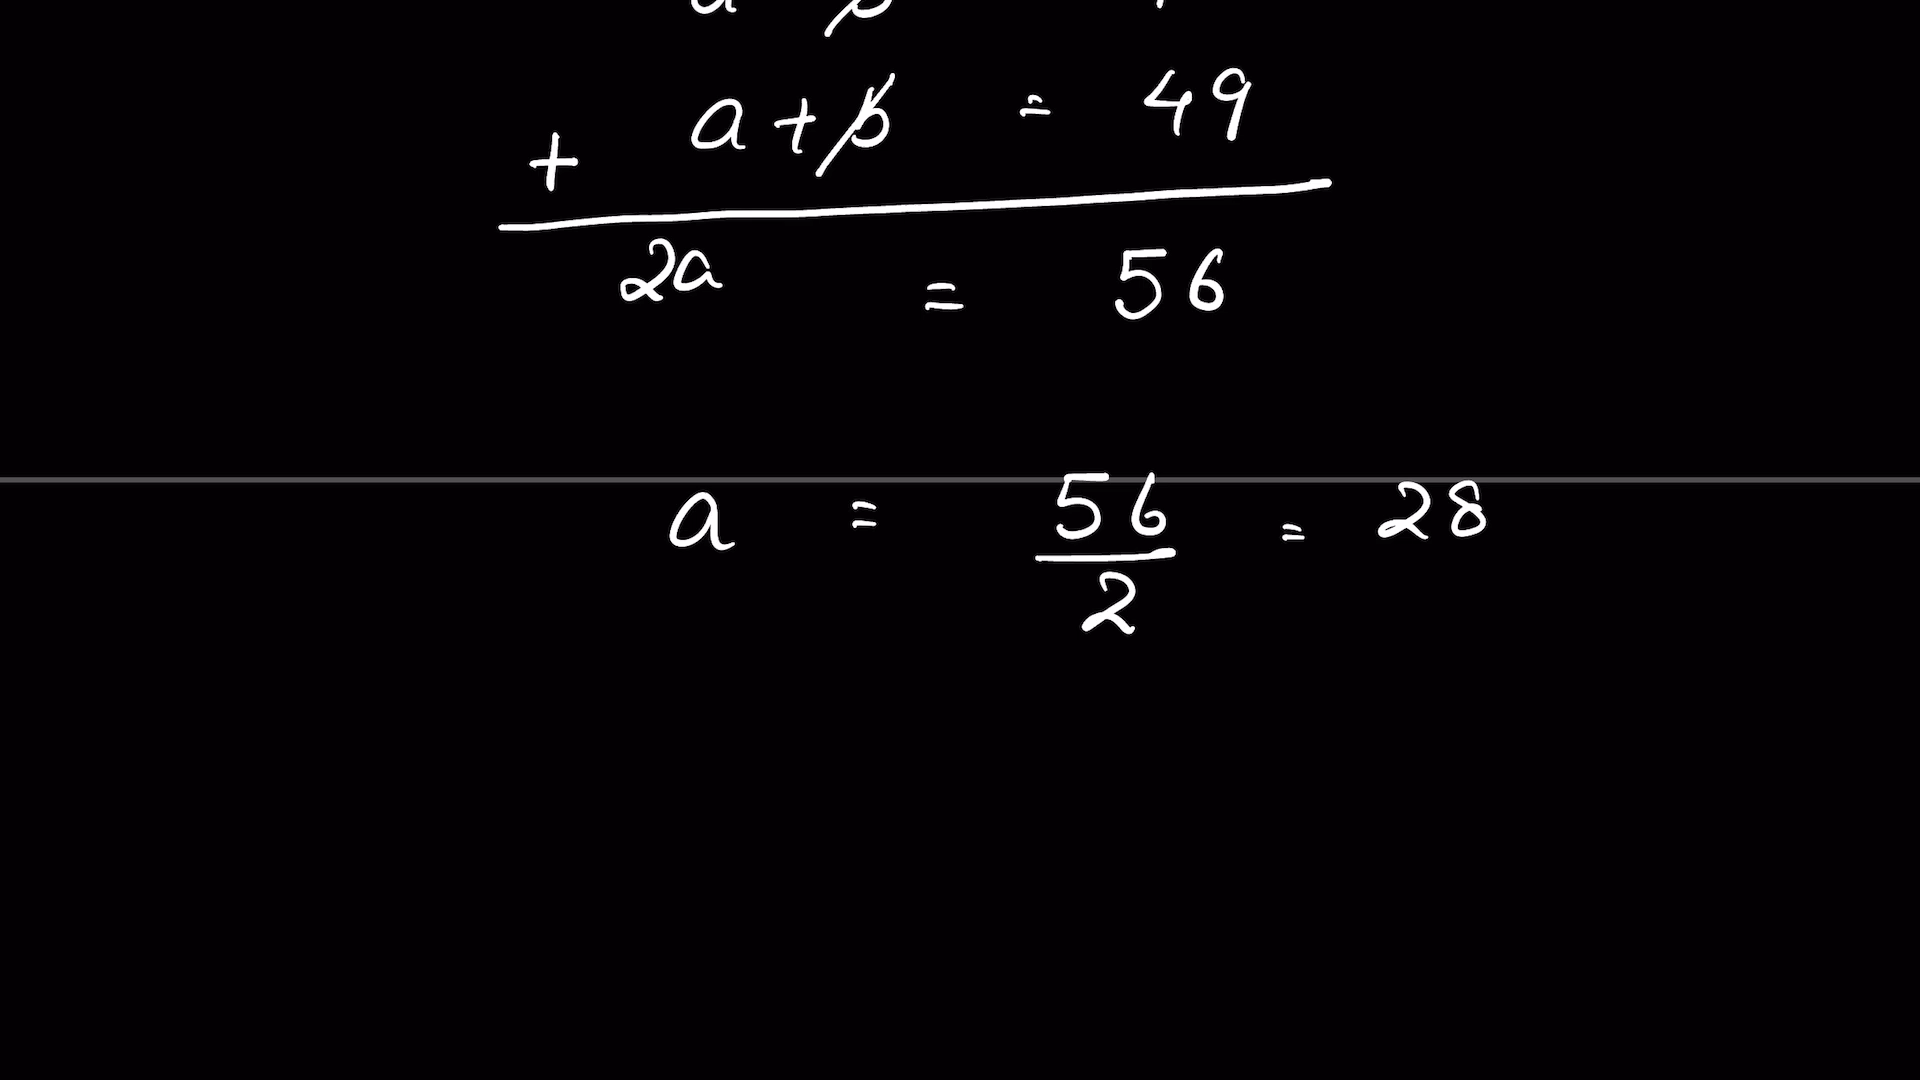 a + b = 49
+
2a = 56
a = 56/2 = 28